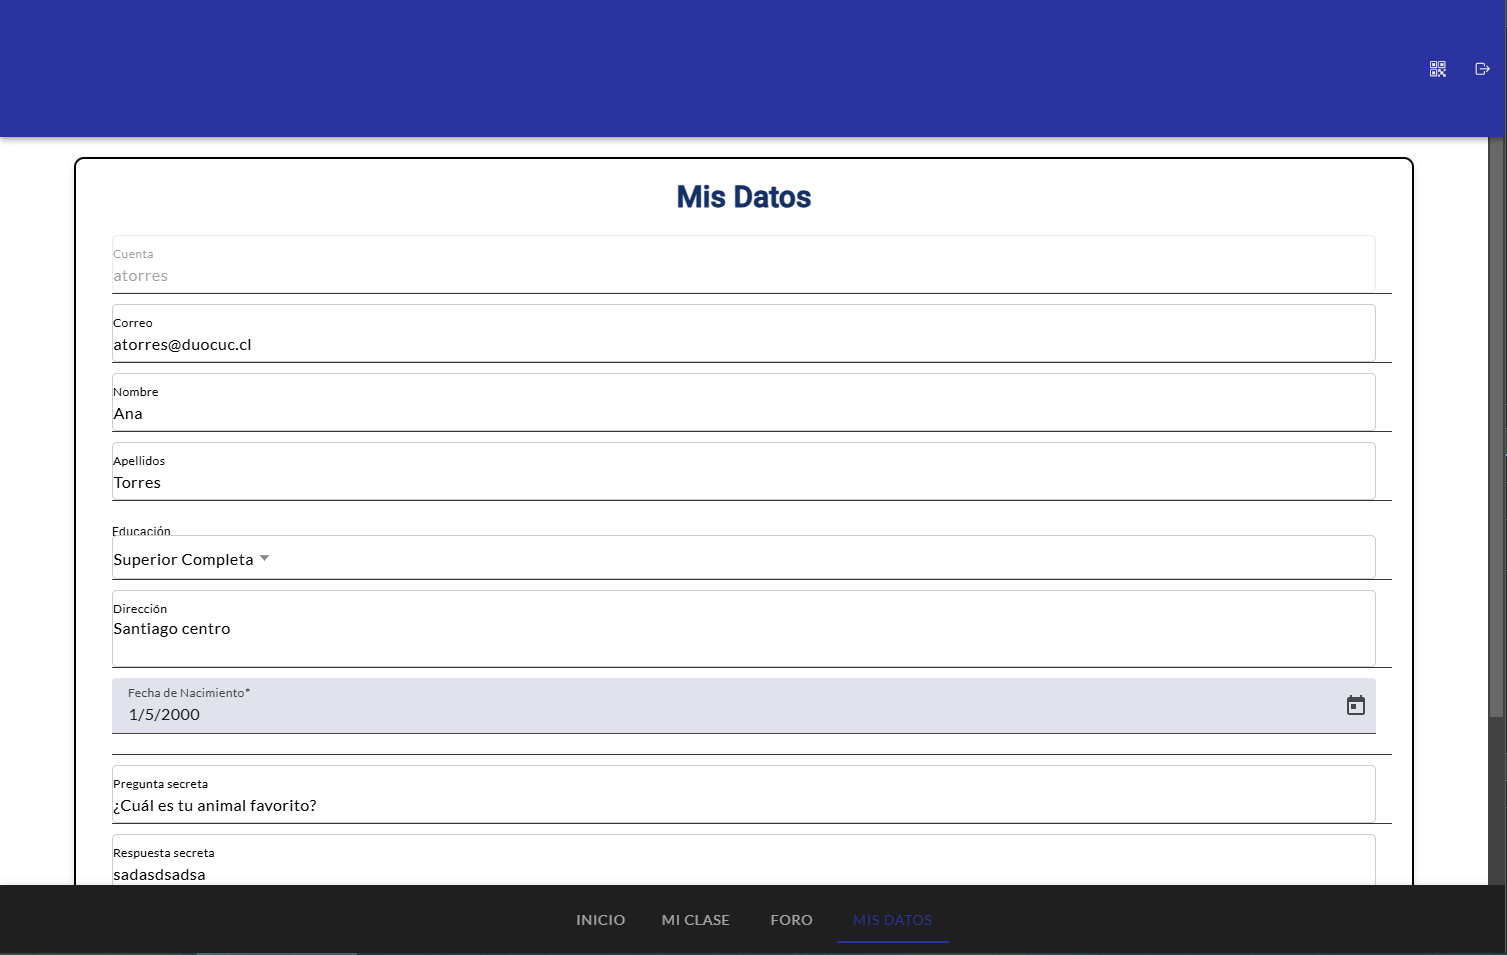 Mis Datos
Cuenta
atorres
Correo
atorres@duocuc.cl
Nombre
Ana
Apellidos
Torres
Educación
Superior Completa
Dirección
Santiago centro
Fecha de Nacimiento*
1/5/2000
Pregunta secreta
¿Cuál es tu animal favorito?
Respuesta secreta
sadasdsadsa
INICIO MI CLASE FORO MIS DATOS